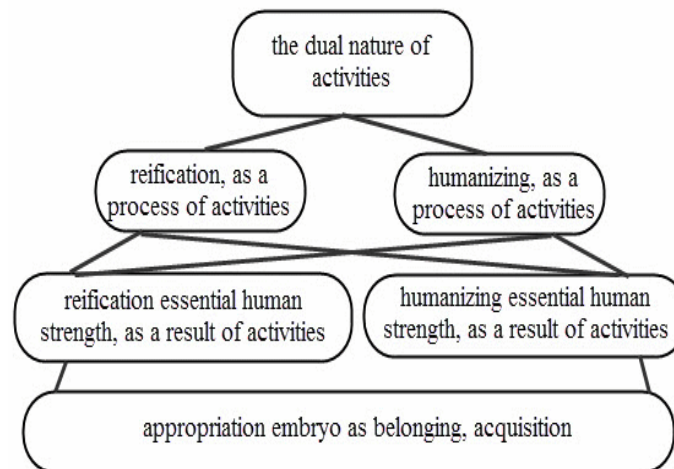 the dual nature of
activities
reification, as a
process of activities
humanizing, as a
process of activities
reification essential human
strength, as a result of activities
humanizing essential human
strength, as a result of activities
appropriation embryo as belonging, acquisition